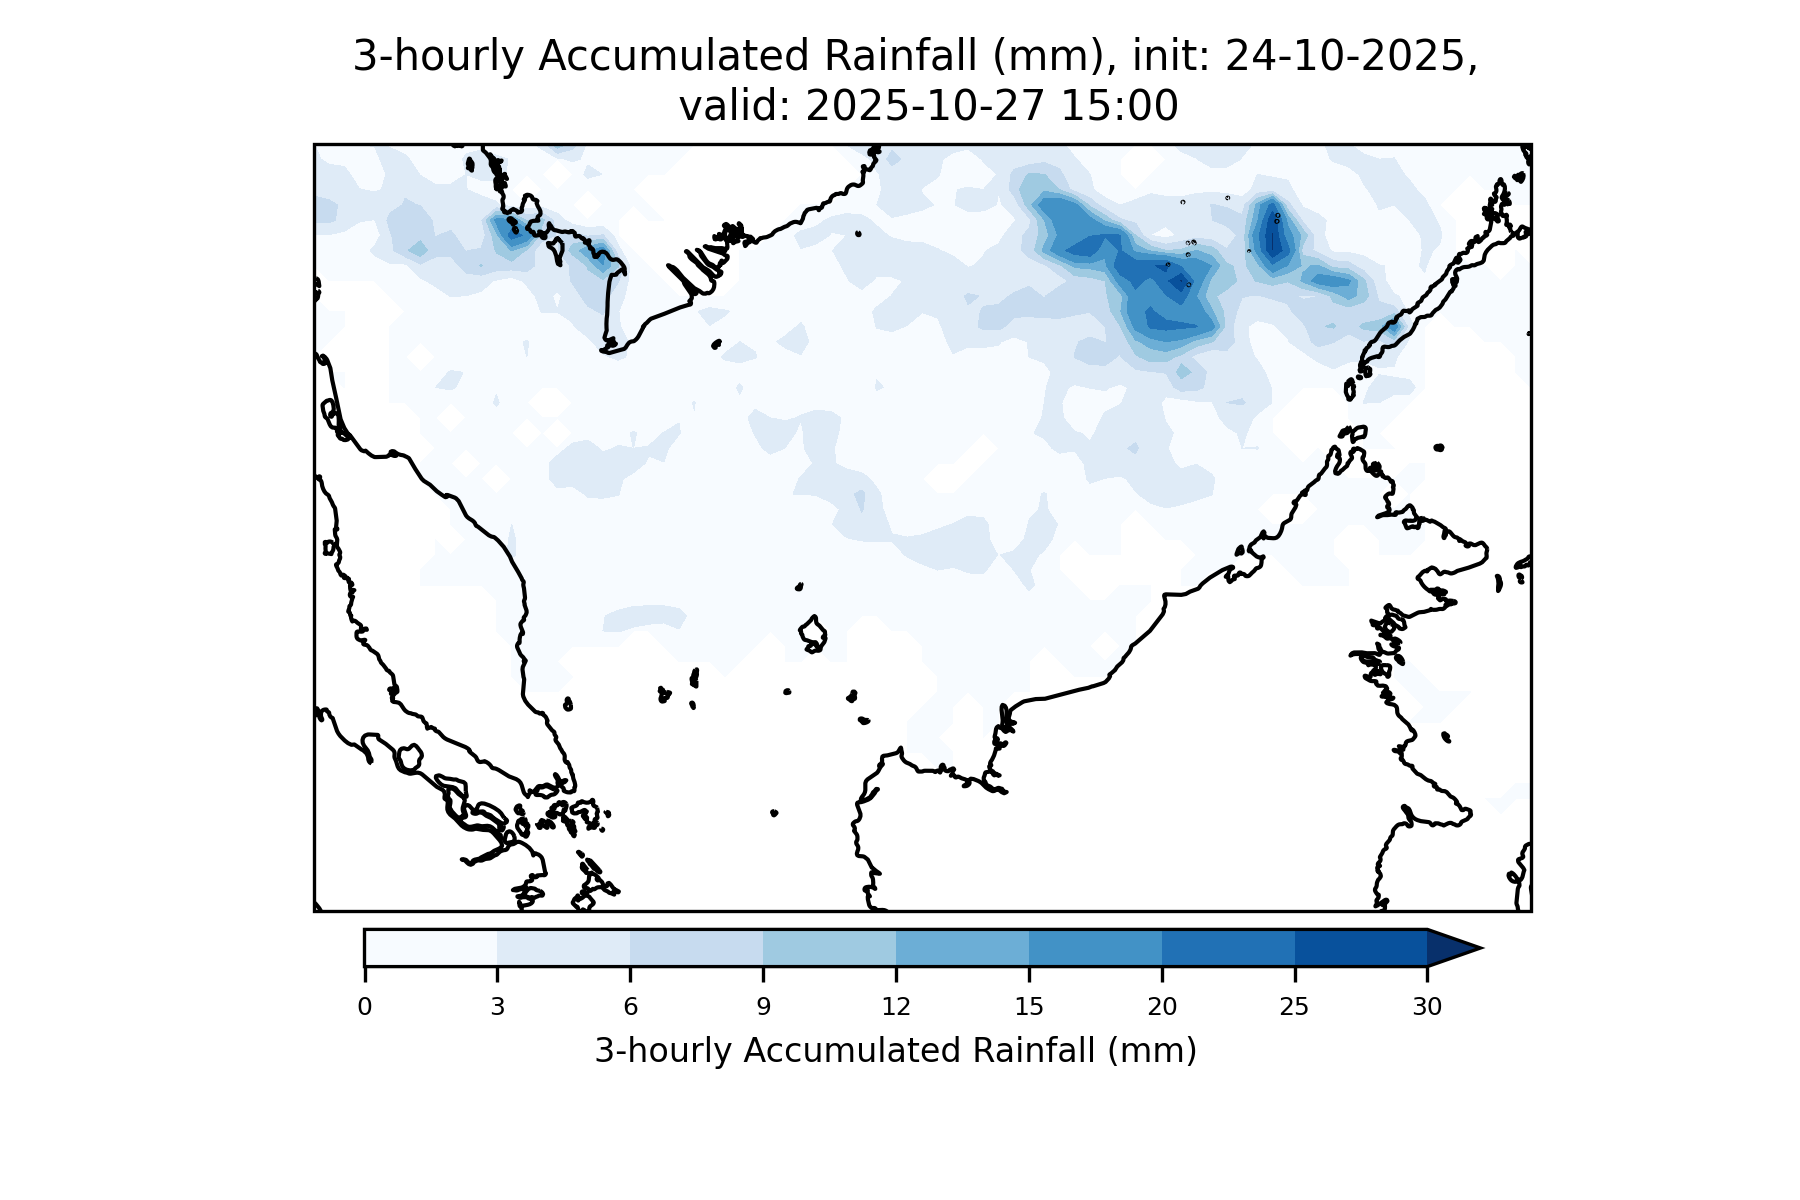 3-hourly Accumulated Rainfall (mm), init: 24-10-2025,
valid: 2025-10-27 15:00
0 3 6 9 12 15 20 25 30
3-hourly Accumulated Rainfall (mm)